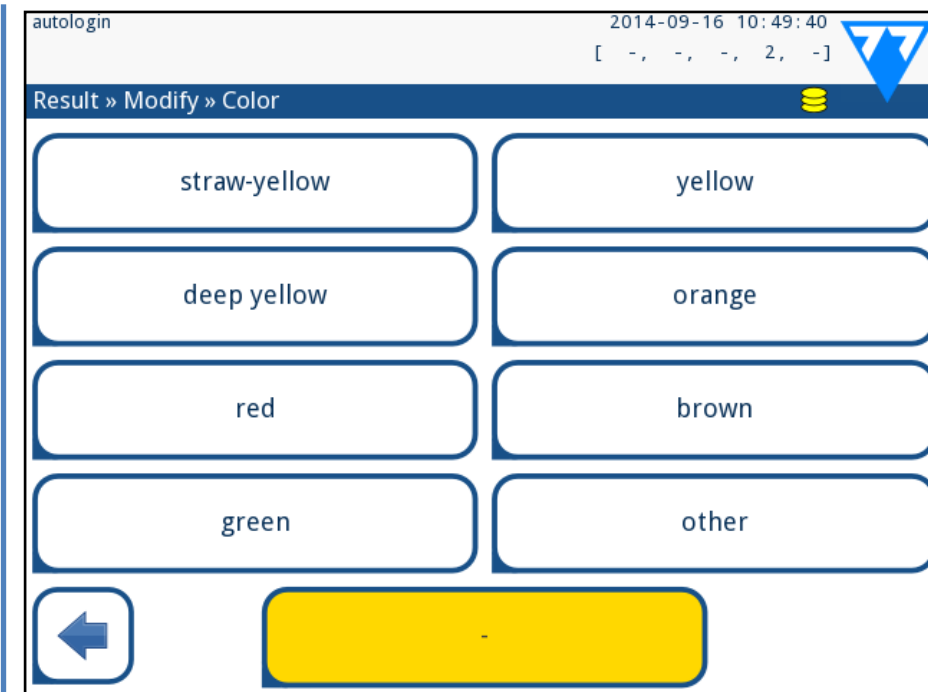 autologin 2014-09-16 10:49:40
[ -, -, -, 2, -]
Result » Modify » Color
straw-yellow yellow
deep yellow orange
red brown
green other
-